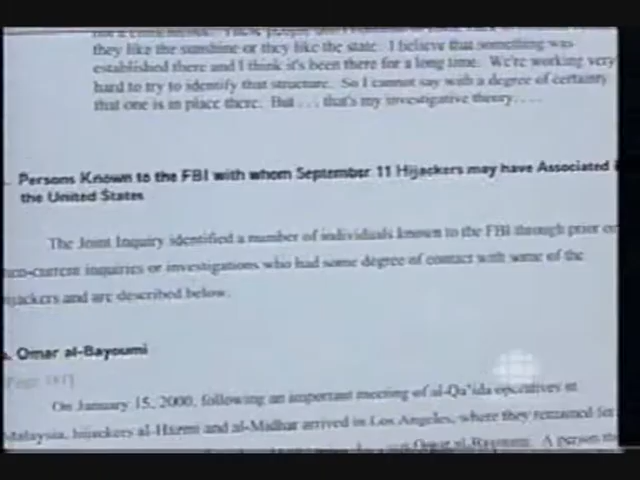 they like the sunshine or they like the state. I believe that something was
established there and I think it's been there for a long time. We're working very
hard to try to identify that structure. So I cannot say with a degree of certainty
that one is in place there. But . . . that's my investigative theory. . . .
Persons Known to the FBI with whom September 11 Hijackers may have Associated
the United States
The Joint Inquiry identified a number of individuals known to the FBI through prior or
non-current inquiries or investigations who had some degree of contact with some of the
hijackers and are described below.
Omar al-Bayoumi
On January 15, 2000, following an important meeting of al-Qa'ida operatives in
Malaysia, hijackers al-Hazmi and al-Midhar arrived in Los Angeles, where they remained for
Omar al-Bayoumi. A person